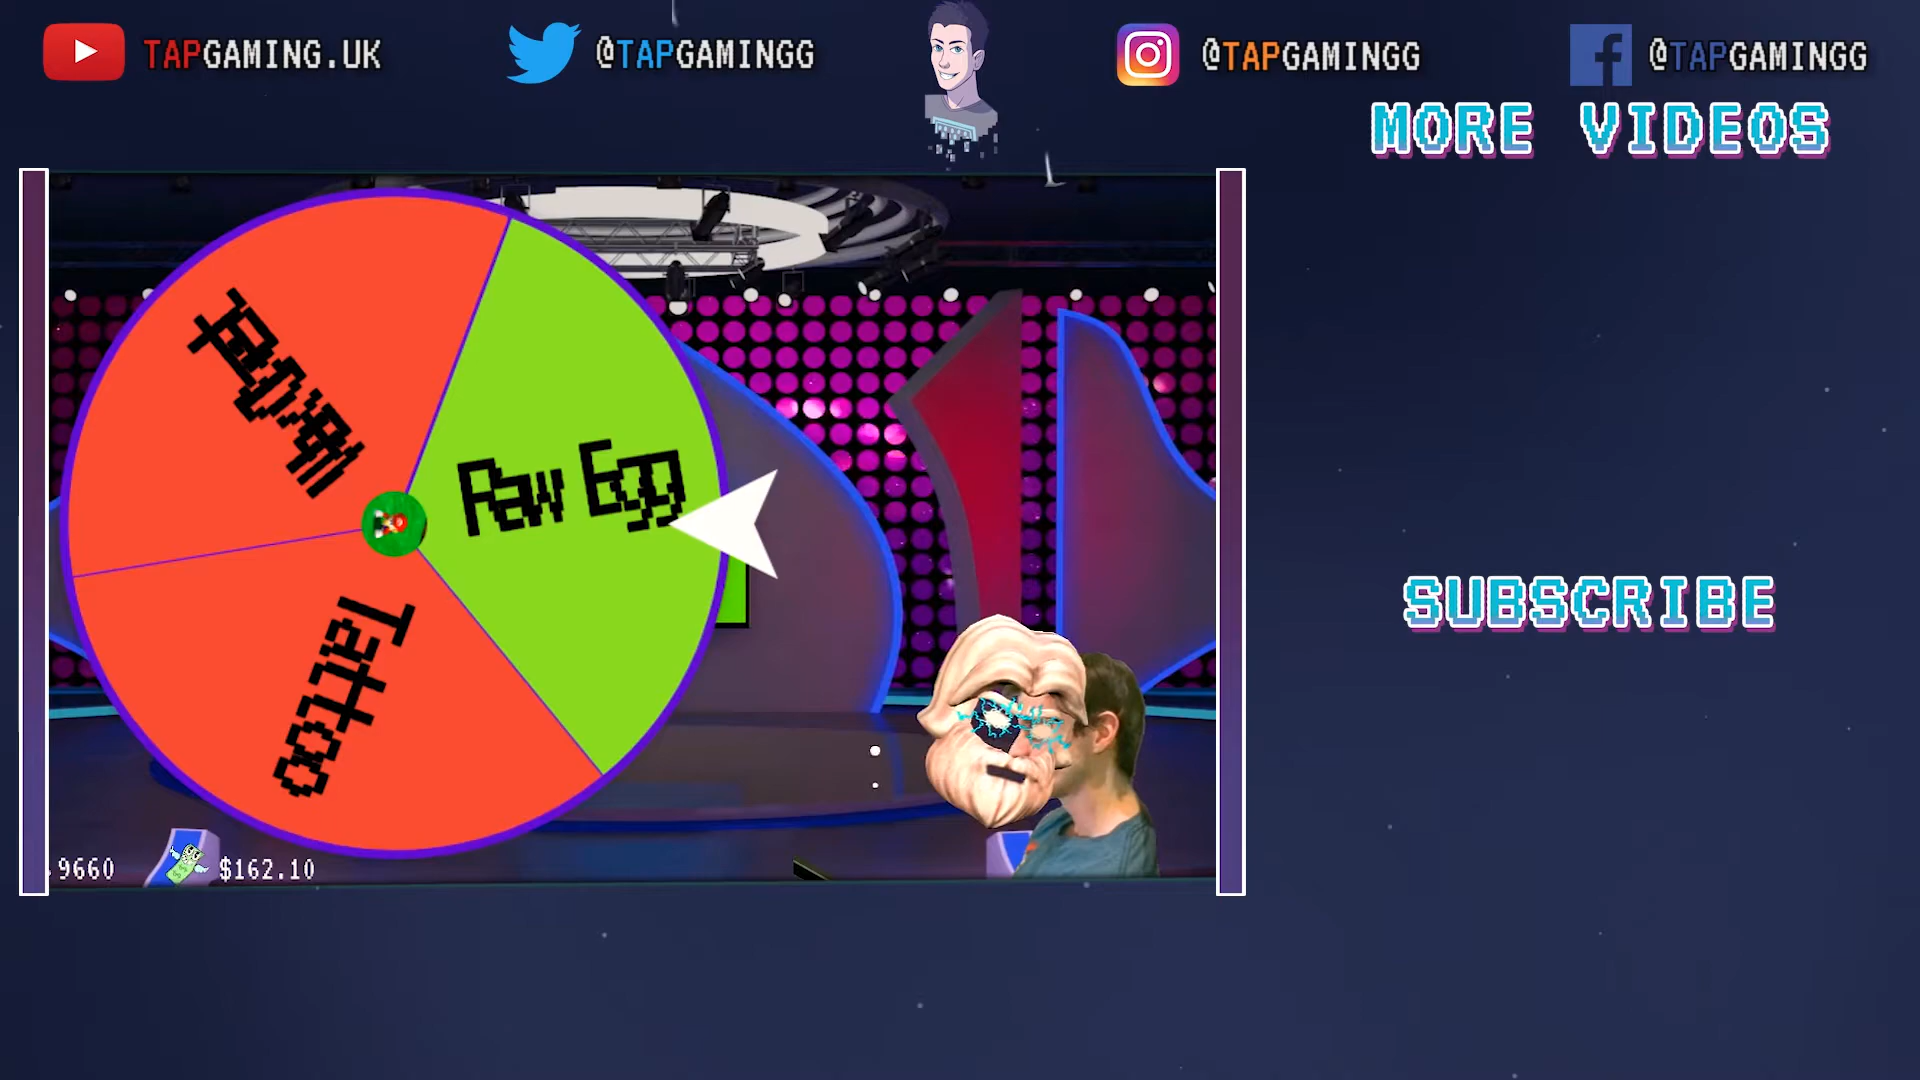 TAPGAMING.UK
@TAPGAMINGG
@TAPGAMINGG
@TAPGAMINGG
MORE VIDEOS
Raw Egg
Tattoo
SUBSCRIBE
9660
$162.10